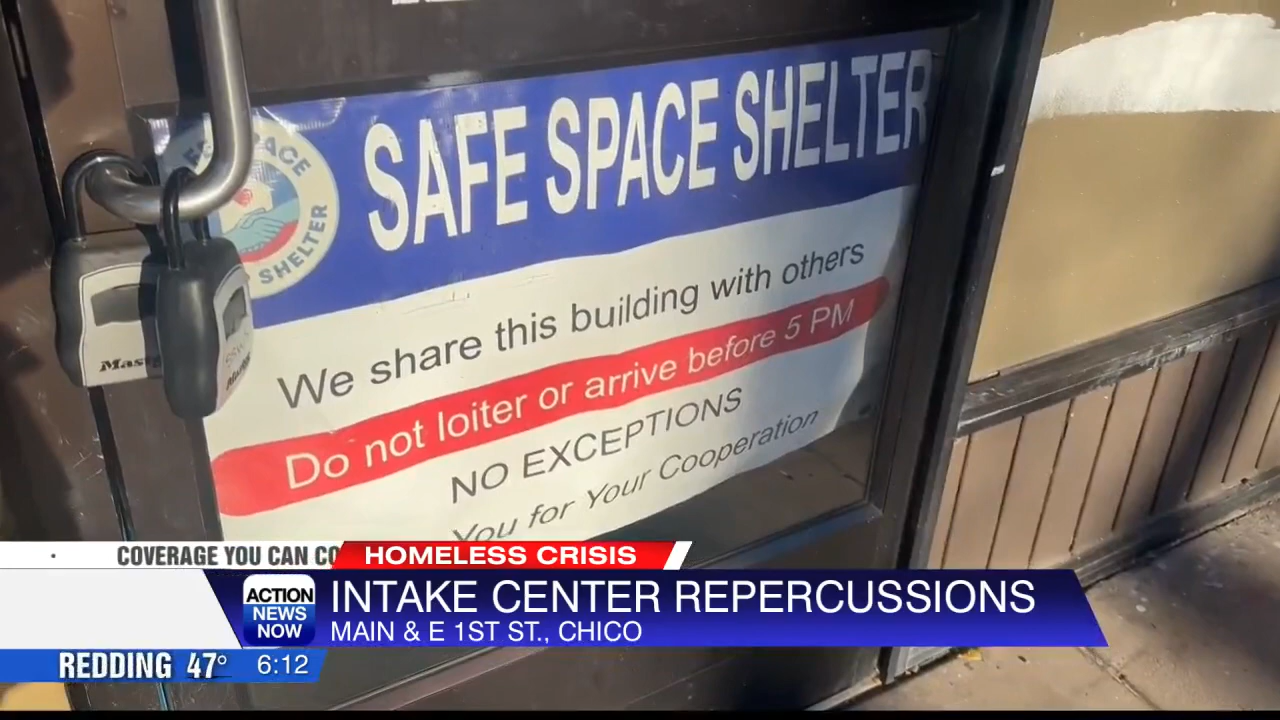 SAFE SPACE SHELTER
SPACE
SHELTER
We share this building with others
Do not loiter or arrive before 5 PM
NO EXCEPTIONS
You for Your Cooperation
COVERAGE YOU CAN
HOMELESS CRISIS
ACTION
NEWS
NOW
INTAKE CENTER REPERCUSSIONS
MAIN & E 1ST ST., CHICO
REDDING 47° 6:12